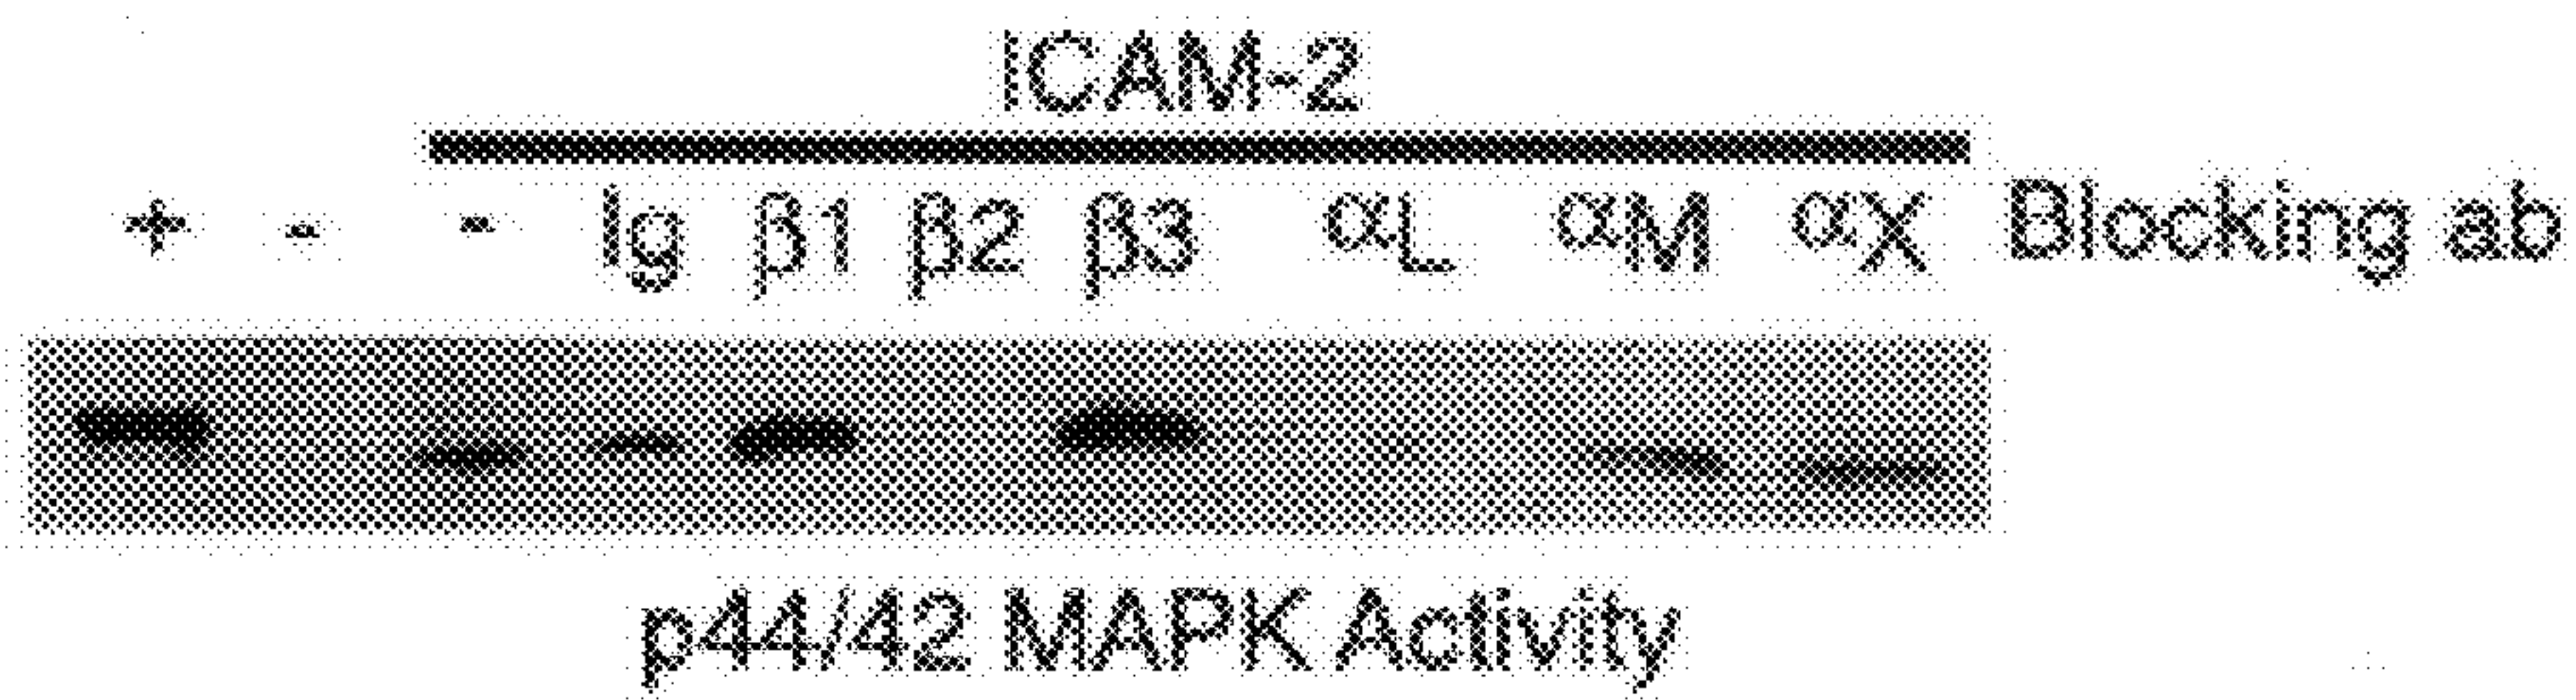 ICAM-2
+ - - Ig β1 β2 β3 αL αM αX Blocking ab
p44/42 MAPK Activity